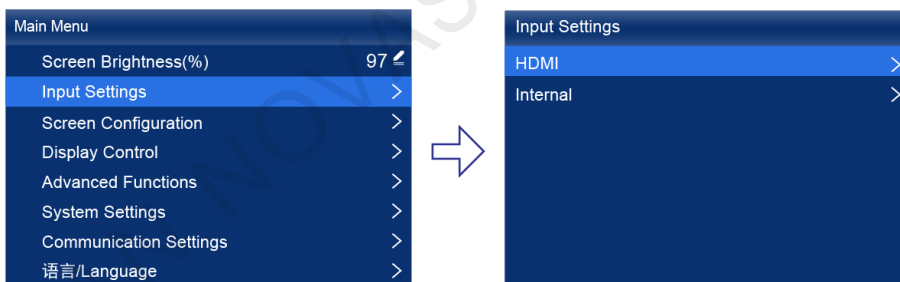 Main Menu
Screen Brightness(%) 97
Input Settings
Screen Configuration
Display Control
Advanced Functions
System Settings
Communication Settings
语言/Language
Input Settings
HDMI
Internal